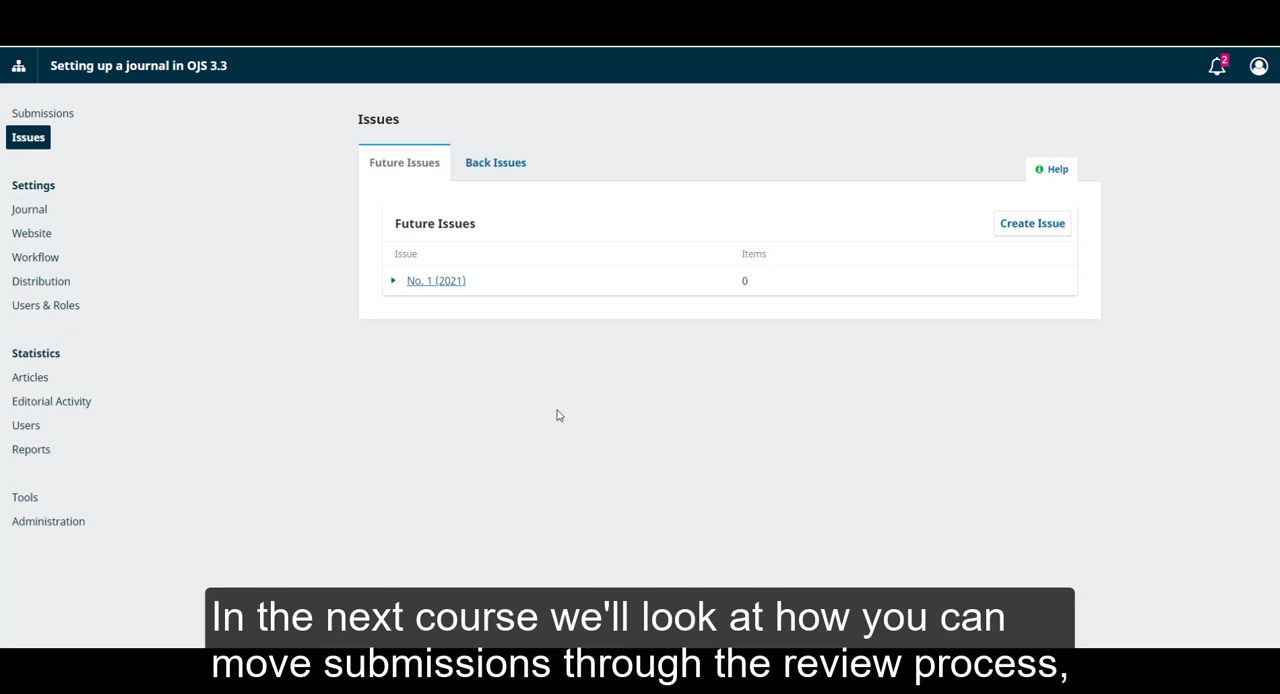 Setting up a journal in OJS 3.3
2
Submissions
Issues
Settings
Journal
Website
Workflow
Distribution
Users & Roles
Statistics
Articles
Editorial Activity
Users
Reports
Tools
Administration
Issues
Future Issues Back Issues
Help
Future Issues Create Issue
Issue Items
No. 1 (2021) 0
In the next course we'll look at how you can
move submissions through the review process,